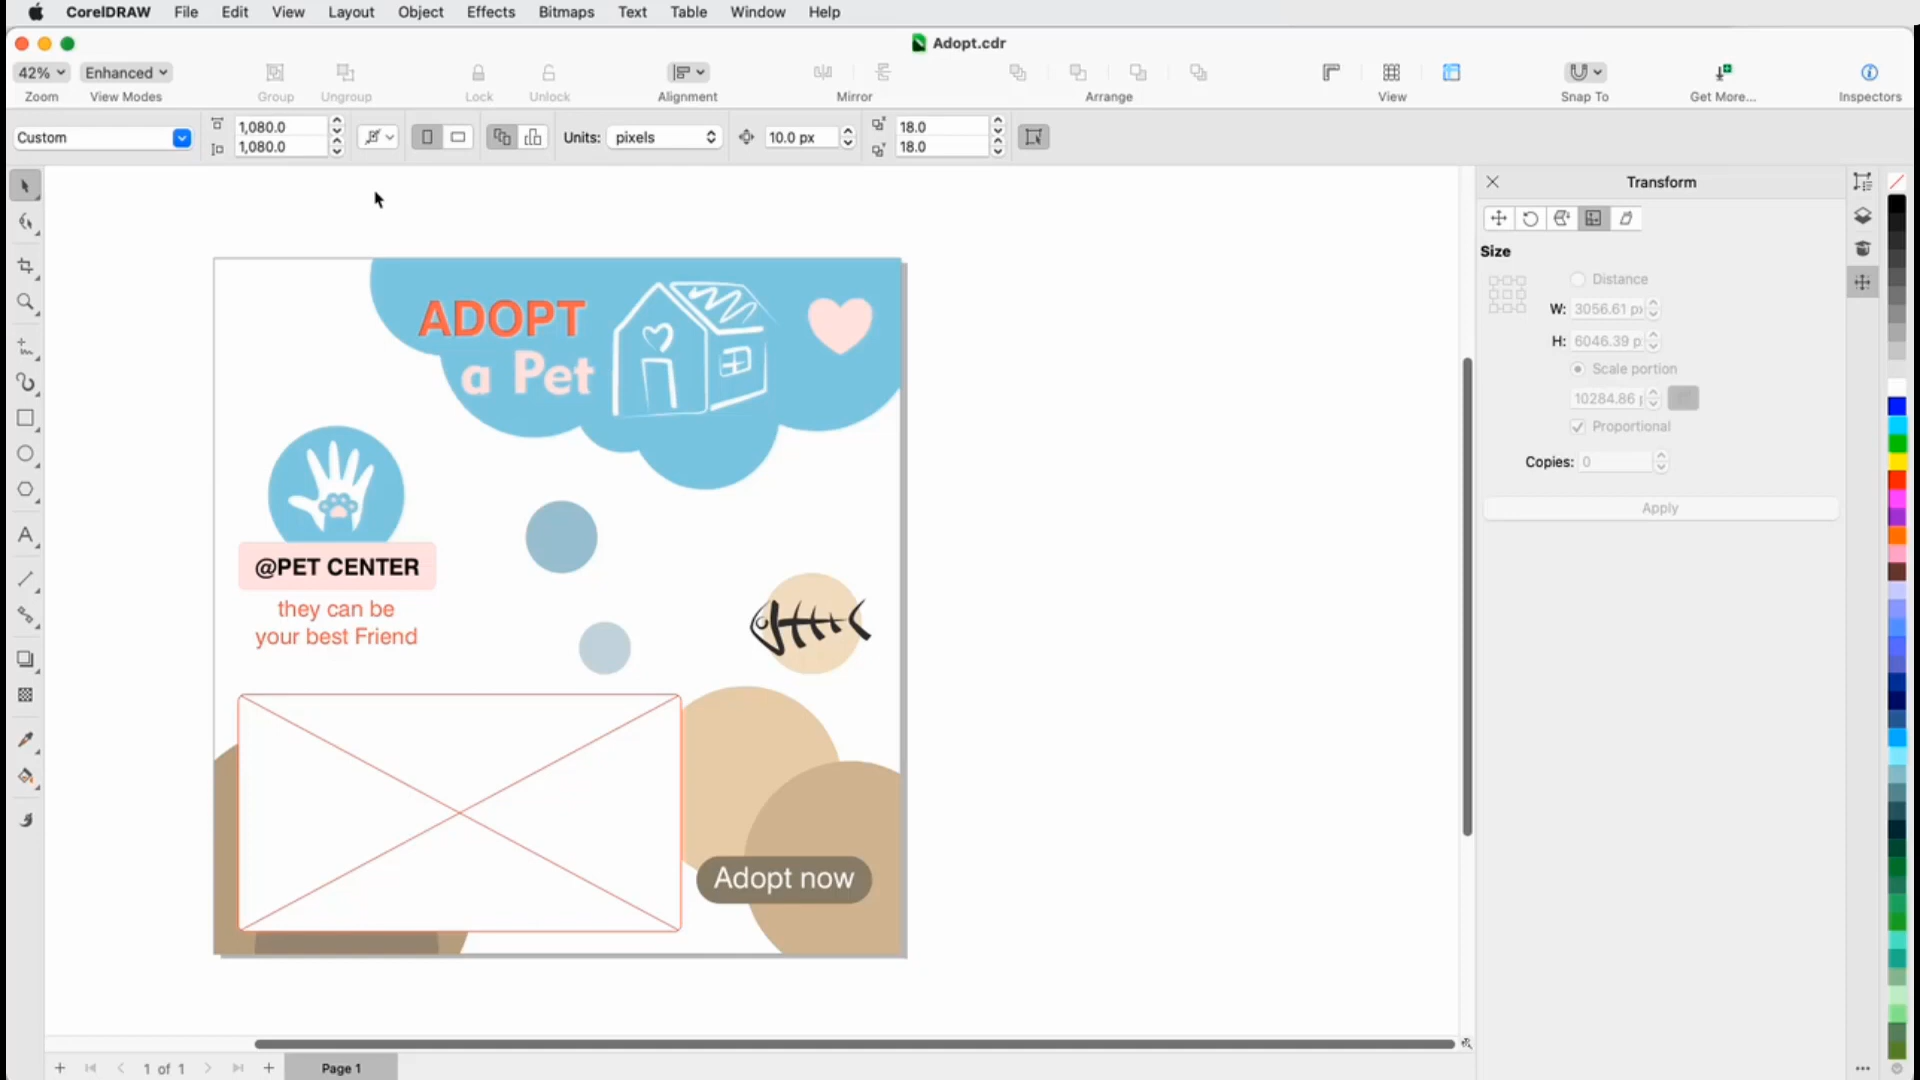 CorelDRAW File Edit View Layout Object Effects Bitmaps Text Table Window Help
Adopt.cdr
42% Enhanced
Zoom View Modes Group Ungroup Lock Unlock Alignment Mirror Arrange View Snap To Get More... Inspectors
Custom 1,080.0 Units: pixels 10.0 px 18.0
1,080.0 18.0
Transform
Size
Distance
W: 3056.61 px
H: 6046.39 p
Scale portion
10284.86
Proportional
Copies: 0
Apply
ADOPT
a Pet
@PET CENTER
they can be
your best Friend
Adopt now
1 of 1 Page 1